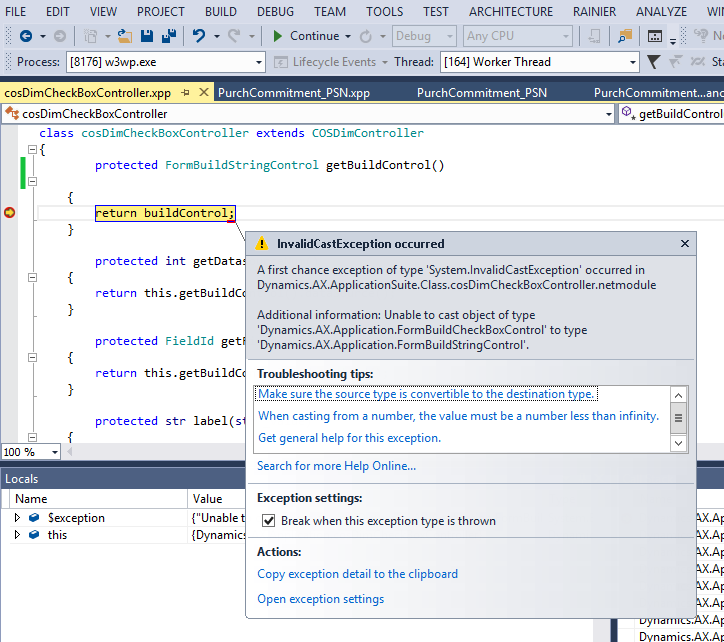 FILE EDIT VIEW PROJECT BUILD DEBUG TEAM TOOLS TEST ARCHITECTURE RAINIER ANALYZE WI
Continue Debug Any CPU
Process: [8176] w3wp.exe Lifecycle Events Thread: [164] Worker Thread Sta
cosDimCheckBoxController.xpp PurchCommitment_PSN.xpp PurchCommitment_PSN PurchCommitment...anc
cosDimCheckBoxController getBuildControl
class cosDimCheckBoxController extends COSDimController
{
protected FormBuildStringControl getBuildControl()
{
return buildControl;
}
protected int getDatas
{
return this.getBuildCo
}
protected FieldId getF
{
return this.getBuildCo
}
protected str label(st
{
100 %
InvalidCastException occurred
A first chance exception of type 'System.InvalidCastException' occurred in
Dynamics.AX.ApplicationSuite.Class.cosDimCheckBoxController.netmodule
Additional information: Unable to cast object of type
'Dynamics.AX.Application.FormBuildCheckBoxControl' to type
'Dynamics.AX.Application.FormBuildStringControl'.
Troubleshooting tips:
Make sure the source type is convertible to the destination type.
When casting from a number, the value must be a number less than infinity.
Get general help for this exception.
Search for more Help Online...
Exception settings:
Break when this exception type is thrown
Actions:
Copy exception detail to the clipboard
Open exception settings
Locals
Name Value
$exception {"Unable t
this {Dynamics
AX.Ap
AX.Ap
AX.Ap
AX.Ap
AX.Ap
AX.Ap
Dynamics.AX.Ap
Dynamics.AX.Ap